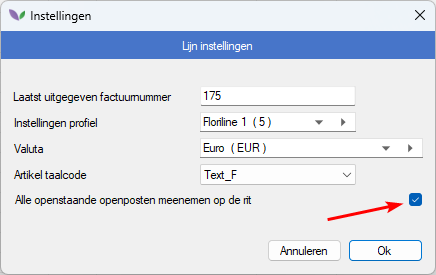 Instellingen
Lijn instellingen
Laatst uitgegeven factuurnummer 175
Instellingen profiel Floriline 1 ( 5 )
Valuta Euro ( EUR )
Artikel taalcode Text_F
Alle openstaande openposten meenemen op de rit
Annuleren Ok